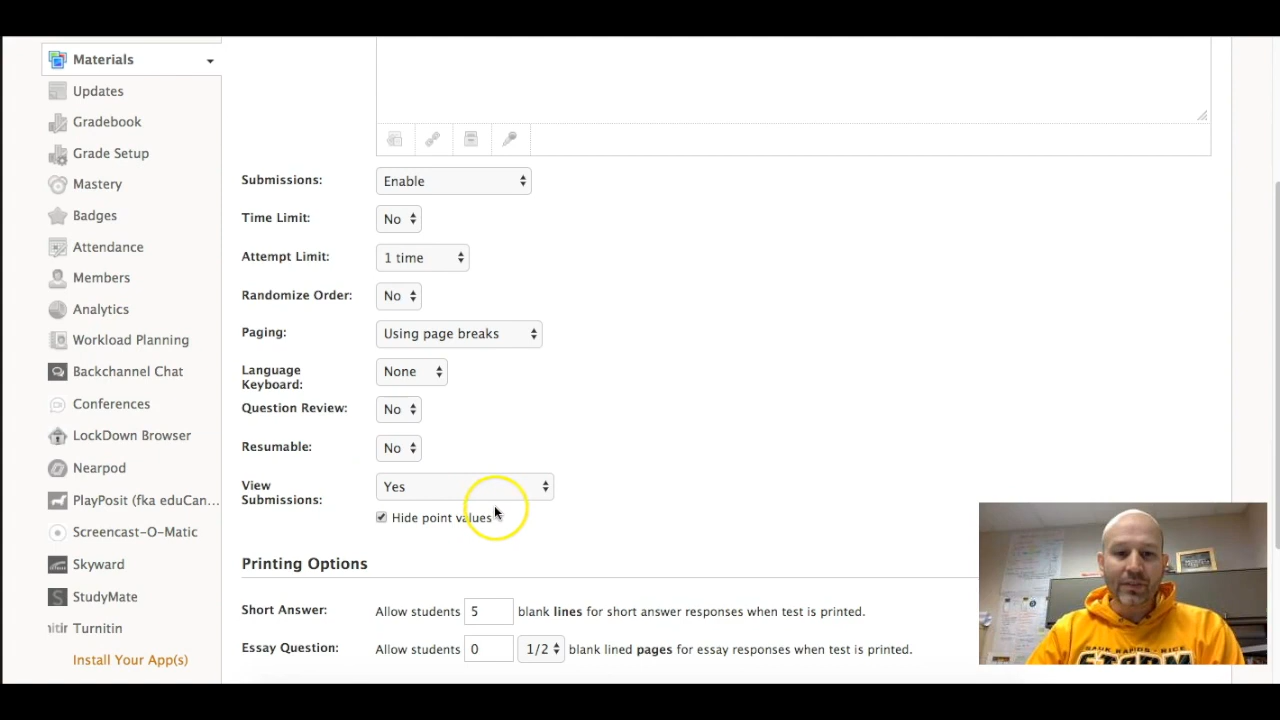 Materials
Updates
Gradebook
Grade Setup
Mastery
Badges
Attendance
Members
Analytics
Workload Planning
Backchannel Chat
Conferences
LockDown Browser
Nearpod
PlayPosit (fka eduCan...
Screencast-O-Matic
Skyward
StudyMate
Turnitin
Install Your App(s)
Submissions: Enable
Time Limit: No
Attempt Limit: 1 time
Randomize Order: No
Paging: Using page breaks
Language
Keyboard: None
Question Review: No
Resumable: No
View
Submissions: Yes
Hide point values
Printing Options
Short Answer: Allow students 5 blank lines for short answer responses when test is printed.
Essay Question: Allow students 0 1/2 blank lined pages for essay responses when test is printed.
STORM